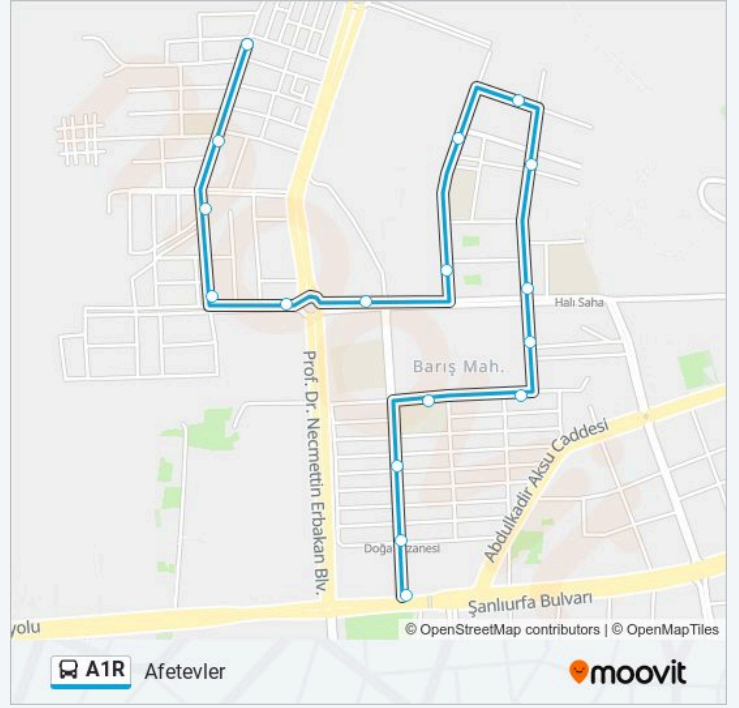 Halı Saha
Barış Mah.
Prof. Dr. Necmettin Erbakan Blv.
Abdulkadir Aksu Caddesi
Şanlıurfa Bulvarı
yolu
© OpenStreetMap contributors | © OpenMapTiles
A1R
Afetevler
moovit